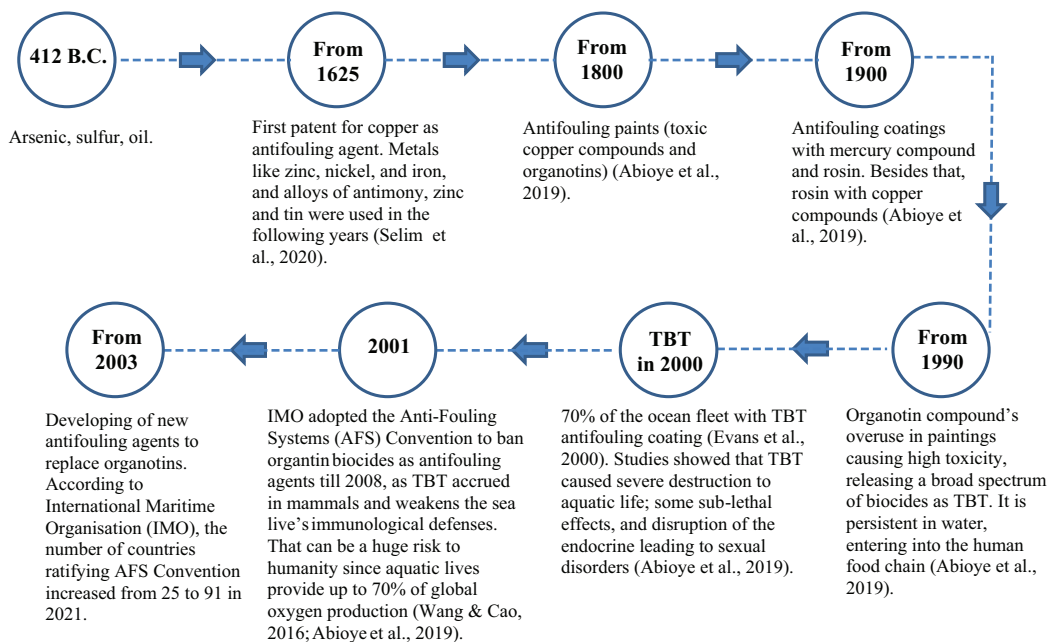 412 B.C.
Arsenic, sulfur, oil.
From
1625
First patent for copper as
antifouling agent. Metals
like zinc, nickel, and iron,
and alloys of antimony, zinc
and tin were used in the
following years (Selim et
al., 2020).
From
1800
Antifouling paints (toxic
copper compounds and
organotins) (Abioye et al.,
2019).
From
1900
Antifouling coatings
with mercury compound
and rosin. Besides that,
rosin with copper
compounds (Abioye et
al., 2019).
From
1990
Organotin compound's
overuse in paintings
causing high toxicity,
releasing a broad spectrum
of biocides as TBT. It is
persistent in water,
entering into the human
food chain (Abioye et al.,
2019).
TBT
in 2000
70% of the ocean fleet with TBT
antifouling coating (Evans et al.,
2000). Studies showed that TBT
caused severe destruction to
aquatic life; some sub-lethal
effects, and disruption of the
endocrine leading to sexual
disorders (Abioye et al., 2019).
2001
IMO adopted the Anti-Fouling
Systems (AFS) Convention to ban
organtin biocides as antifouling
agents till 2008, as TBT accrued
in mammals and weakens the sea
live's immunological defenses.
That can be a huge risk to
humanity since aquatic lives
provide up to 70% of global
oxygen production (Wang & Cao,
2016; Abioye et al., 2019).
From
2003
Developing of new
antifouling agents to
replace organotins.
According to
International Maritime
Organisation (IMO), the
number of countries
ratifying AFS Convention
increased from 25 to 91 in
2021.